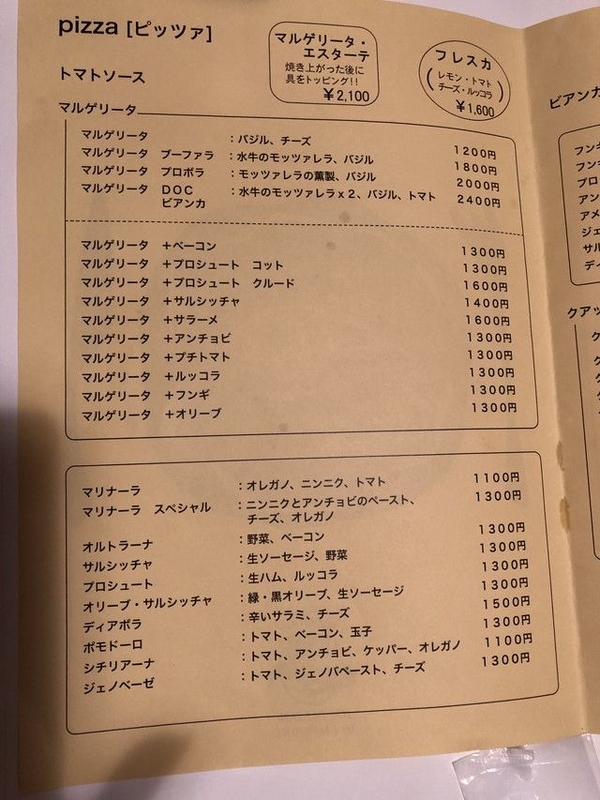 pizza [ピッツァ]
トマトソース
マルゲリータ・
エスターテ
焼き上がった後に
具をトッピング!!
¥2,100
フレスカ
(レモン・トマト
チーズ・ルッコラ)
¥1,600
マルゲリータ
マルゲリータ :バジル、チーズ 1200円
マルゲリータ ブーファラ :水牛のモッツァレラ、バジル 1800円
マルゲリータ プロボラ :モッツァレラの薫製、バジル 2000円
マルゲリータ DOC :水牛のモッツァレラx2、バジル、トマト 2400円
ビアンカ
マルゲリータ +ベーコン 1300円
マルゲリータ +プロシュート コット 1300円
マルゲリータ +プロシュート クルード 1600円
マルゲリータ +サルシッチャ 1400円
マルゲリータ +サラーメ 1600円
マルゲリータ +アンチョビ 1300円
マルゲリータ +プチトマト 1300円
マルゲリータ +ルッコラ 1300円
マルゲリータ +フンギ 1300円
マルゲリータ +オリーブ 1300円
マリナーラ :オレガノ、ニンニク、トマト 1100円
マリナーラ スペシャル :ニンニクとアンチョビのペースト、 1300円
チーズ、オレガノ
オルトラーナ :野菜、ベーコン 1300円
サルシッチャ :生ソーセージ、野菜 1300円
プロシュート :生ハム、ルッコラ 1300円
オリーブ・サルシッチャ :緑・黒オリーブ、生ソーセージ 1300円
ディアボラ :辛いサラミ、チーズ 1500円
ポモドーロ :トマト、ベーコン、玉子 1300円
シチリアーナ :トマト、アンチョビ、ケッパー、オレガノ 1100円
ジェノベーゼ :トマト、ジェノバペースト、チーズ 1300円
ビアンカ
フンギ
フン
プロ
アン
アメ
ジェ
サル
ディ
クアッ